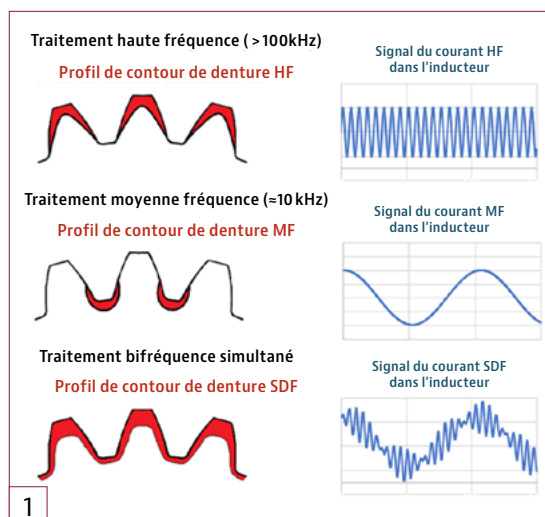 Traitement haute fréquence ( >100kHz)
Profil de contour de denture HF
Signal du courant HF
dans l'inducteur
Traitement moyenne fréquence (≈10 kHz)
Profil de contour de denture MF
Signal du courant MF
dans l'inducteur
Traitement bifréquence simultané
Profil de contour de denture SDF
Signal du courant SDF
dans l'inducteur
1